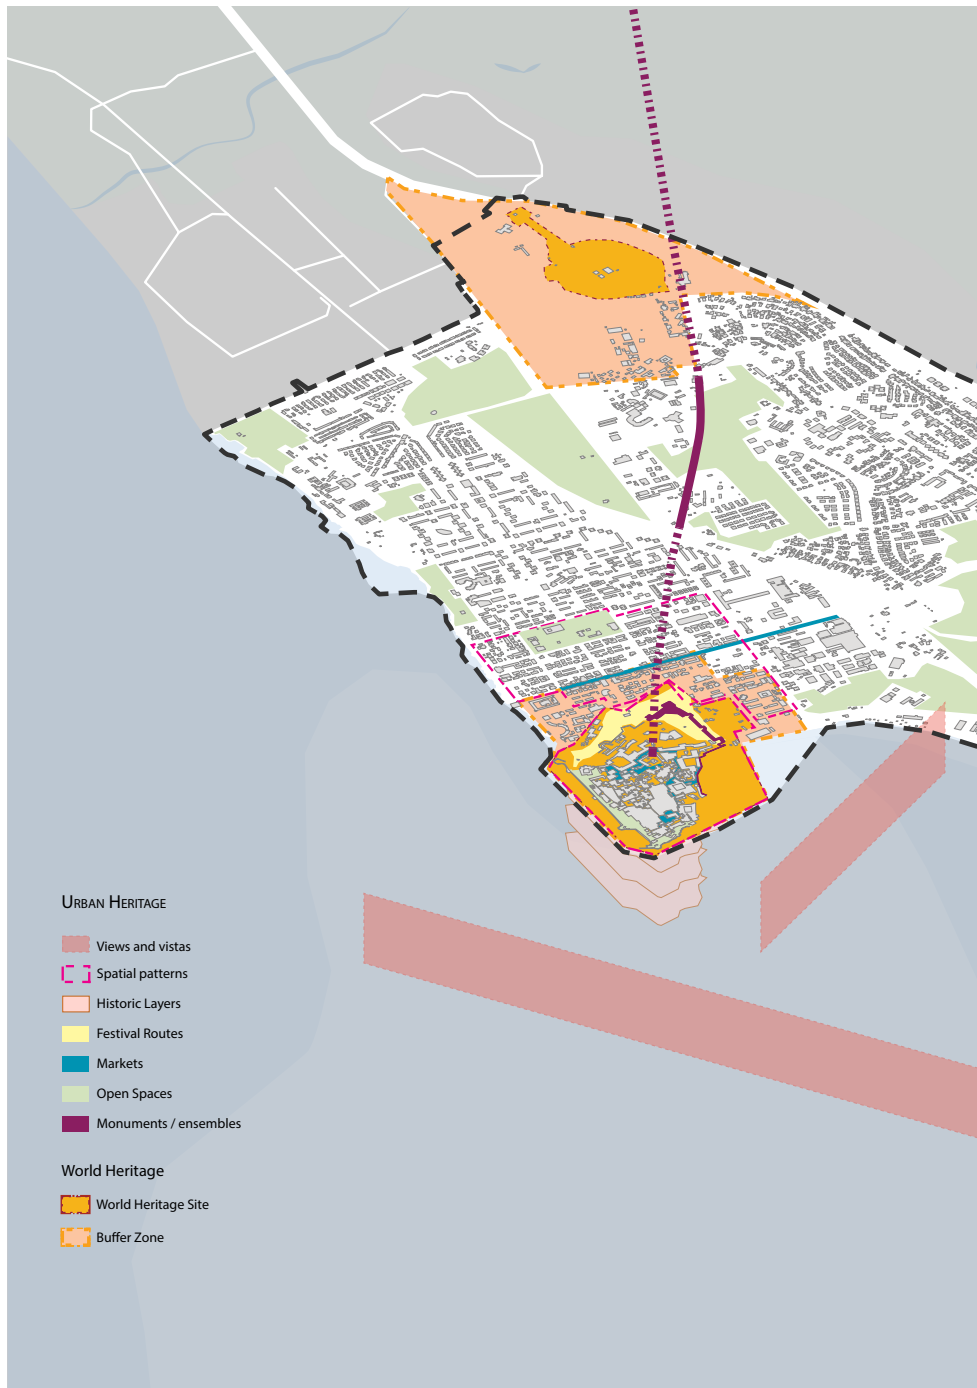 URBAN HERITAGE
Views and vistas
Spatial patterns
Historic Layers
Festival Routes
Markets
Open Spaces
Monuments / ensembles
World Heritage
World Heritage Site
Buffer Zone